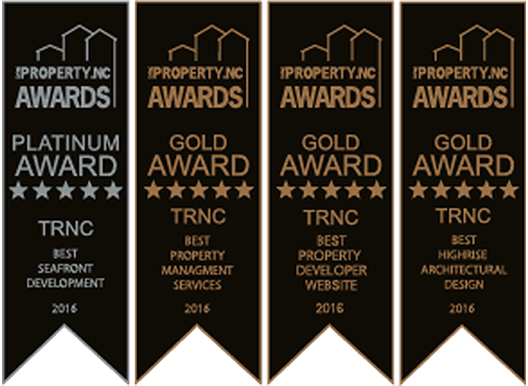 PROPERTY.NC
AWARDS
PLATINUM
AWARD
TRNC
BEST
SEAFRONT
DEVELOPMENT
2016
PROPERTY.NC
AWARDS
GOLD
AWARD
TRNC
BEST
PROPERTY
MANAGMENT
SERVICES
2016
PROPERTY.NC
AWARDS
GOLD
AWARD
TRNC
BEST
PROPERTY
DEVELOPER
WEBSITE
2016
PROPERTY.NC
AWARDS
GOLD
AWARD
TRNC
BEST
HIGHRISE
ARCHITECTURAL
DESIGN
2016